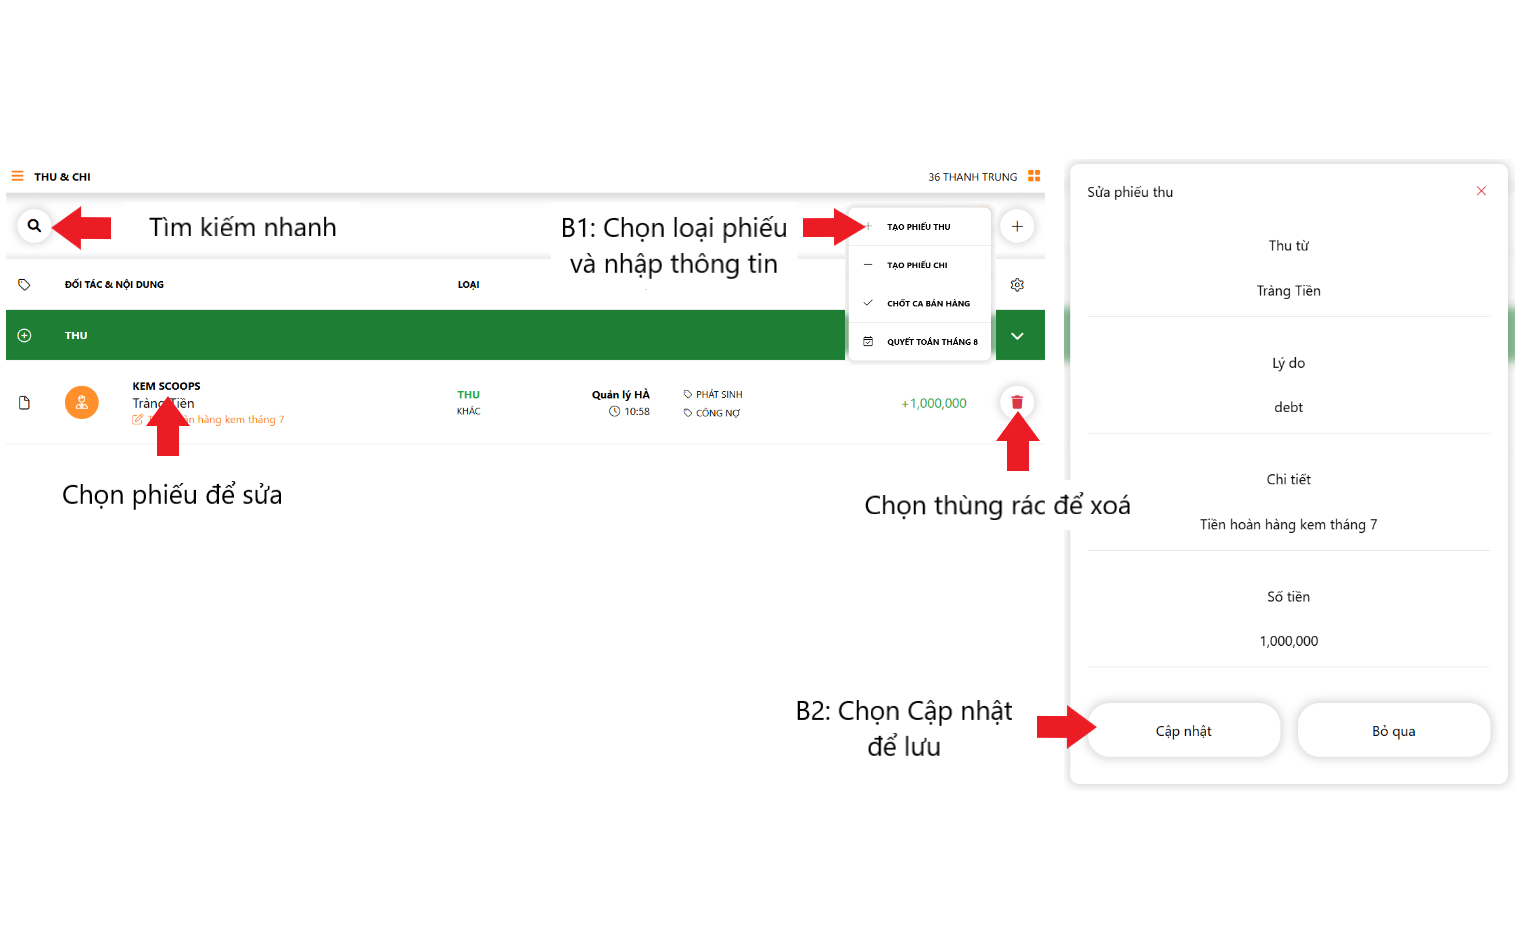 THU & CHI
36 THANH TRUNG
Tìm kiếm nhanh
B1: Chọn loại phiếu
và nhập thông tin
TẠO PHIẾU THU
TẠO PHIẾU CHI
CHỐT CA BÁN HÀNG
QUYẾT TOÁN THÁNG 8
ĐỐI TÁC & NỘI DUNG
LOẠI
THU
KEM SCOOPS
Tràng Tiền
hàng kem tháng 7
THU
KHÁC
Quản lý HÀ
10:58
PHÁT SINH
CÔNG NỢ
+1,000,000
Chọn phiếu để sửa
Chọn thùng rác để xoá
Sửa phiếu thu
Thu từ
Tràng Tiền
Lý do
debt
Chi tiết
Tiền hoàn hàng kem tháng 7
Số tiền
1,000,000
B2: Chọn Cập nhật
để lưu
Cập nhật
Bỏ qua